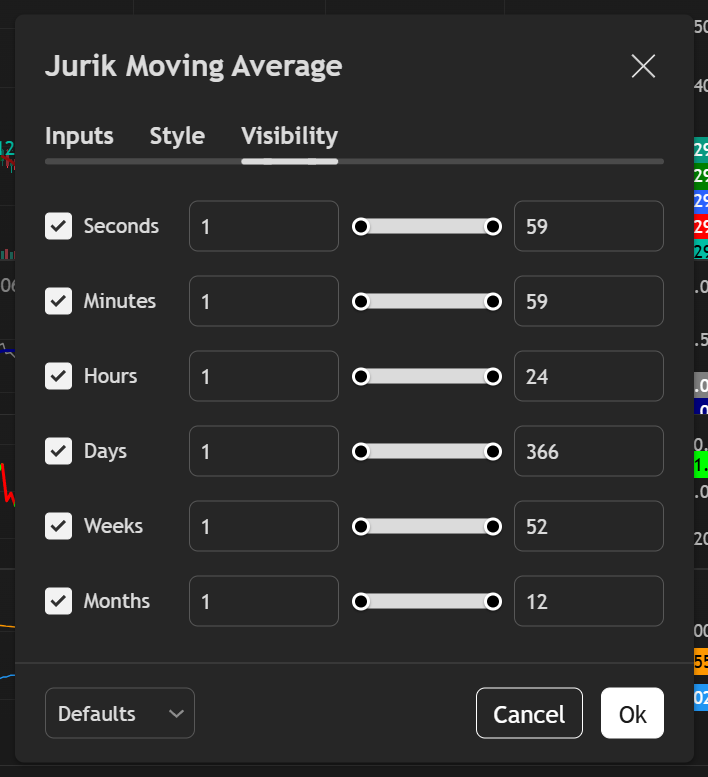 Jurik Moving Average
Inputs Style Visibility
Seconds 1 59
Minutes 1 59
Hours 1 24
Days 1 366
Weeks 1 52
Months 1 12
Defaults Cancel Ok